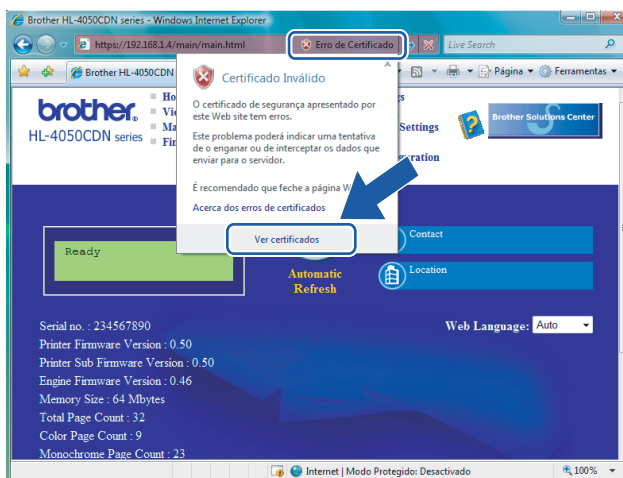 Brother HL-4050CDN series - Windows Internet Explorer
https://192.168.1.4/main/main.html
Erro de Certificado
Live Search
Brother HL-4050CDN
Página
Ferramentas
Certificado Inválido
O certificado de segurança apresentado por
este Web site tem erros.
Este problema poderá indicar uma tentativa
de o enganar ou de interceptar os dados que
enviar para o servidor.
É recomendado que feche a página
Acerca dos erros de certificados
Ver certificados
brother
HL-4050CDN series
Settings
Brother Solutions Center
Ready
Automatic
Refresh
Contact
Location
Serial no. : 234567890
Web Language: Auto
Printer Firmware Version : 0.50
Printer Sub Firmware Version : 0.50
Engine Firmware Version : 0.46
Memory Size : 64 Mbytes
Total Page Count : 32
Color Page Count : 9
Monochrome Page Count : 23
Internet | Modo Protegido: Desactivado
100%